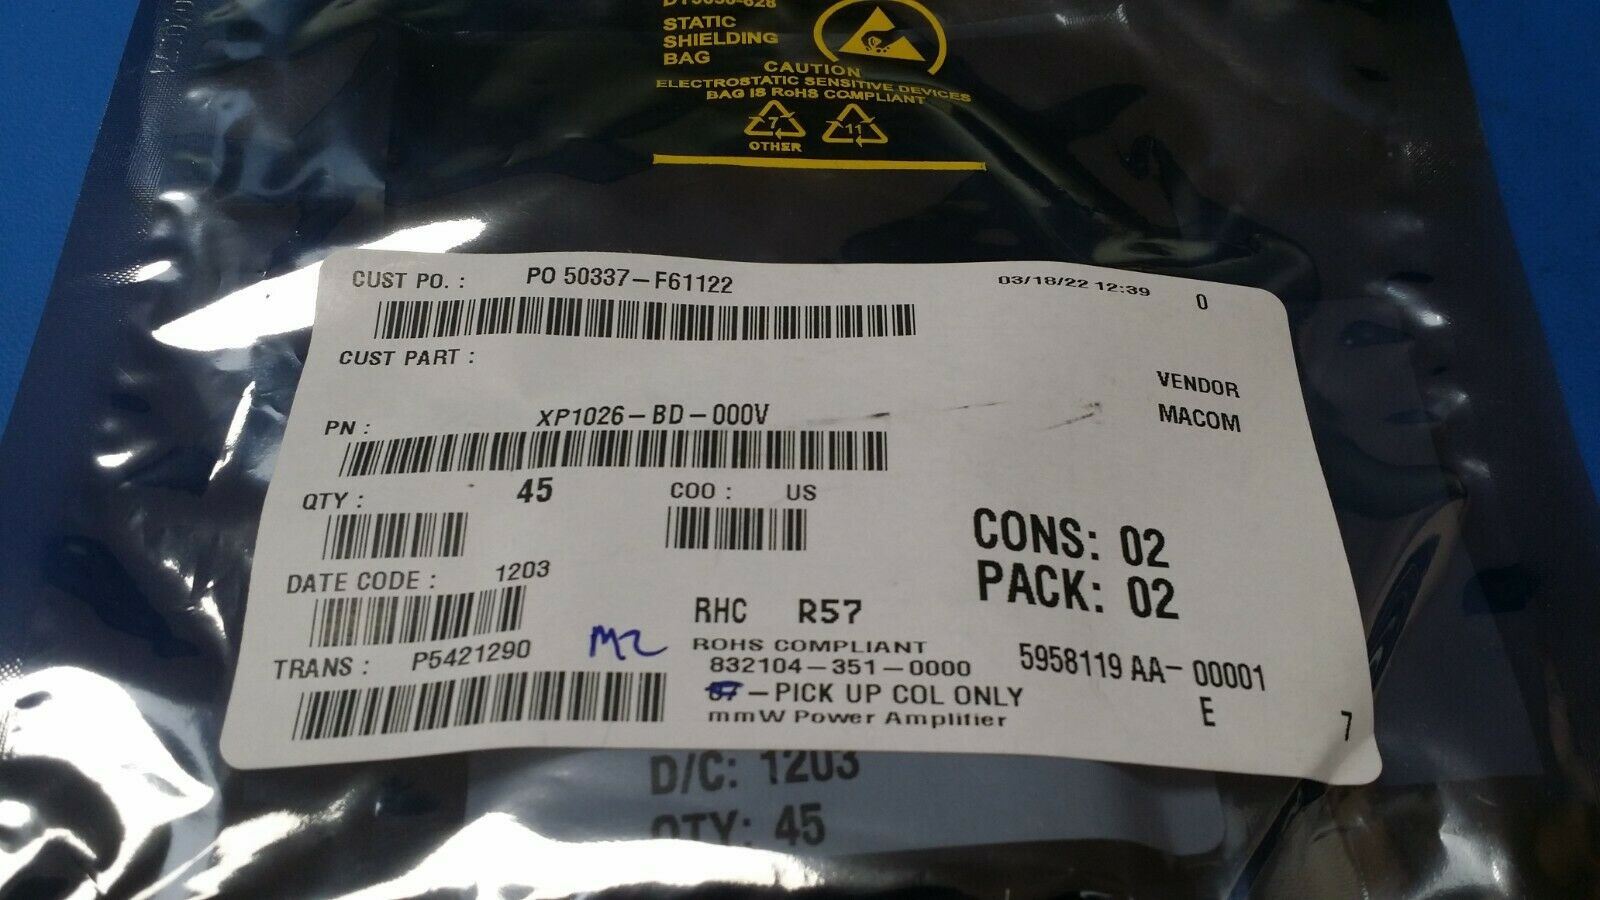 STATIC
SHIELDING
BAG
CAUTION
ELECTROSTATIC SENSITIVE DEVICES
BAG IS RoHS COMPLIANT
7
11
OTHER
CUST PO. : PO 50337-F61122 03/18/22 12:39 0
CUST PART :
VENDOR
MACOM
PN : XP1026-BD-000V
QTY : 45 COO : US
CONS: 02
PACK: 02
DATE CODE : 1203
RHC R57
ROHS COMPLIANT
TRANS : P5421290 M2 832104-351-0000 5958119 AA-00001
-PICK UP COL ONLY E
mmW Power Amplifier 7
D/C: 1203
QTY: 45